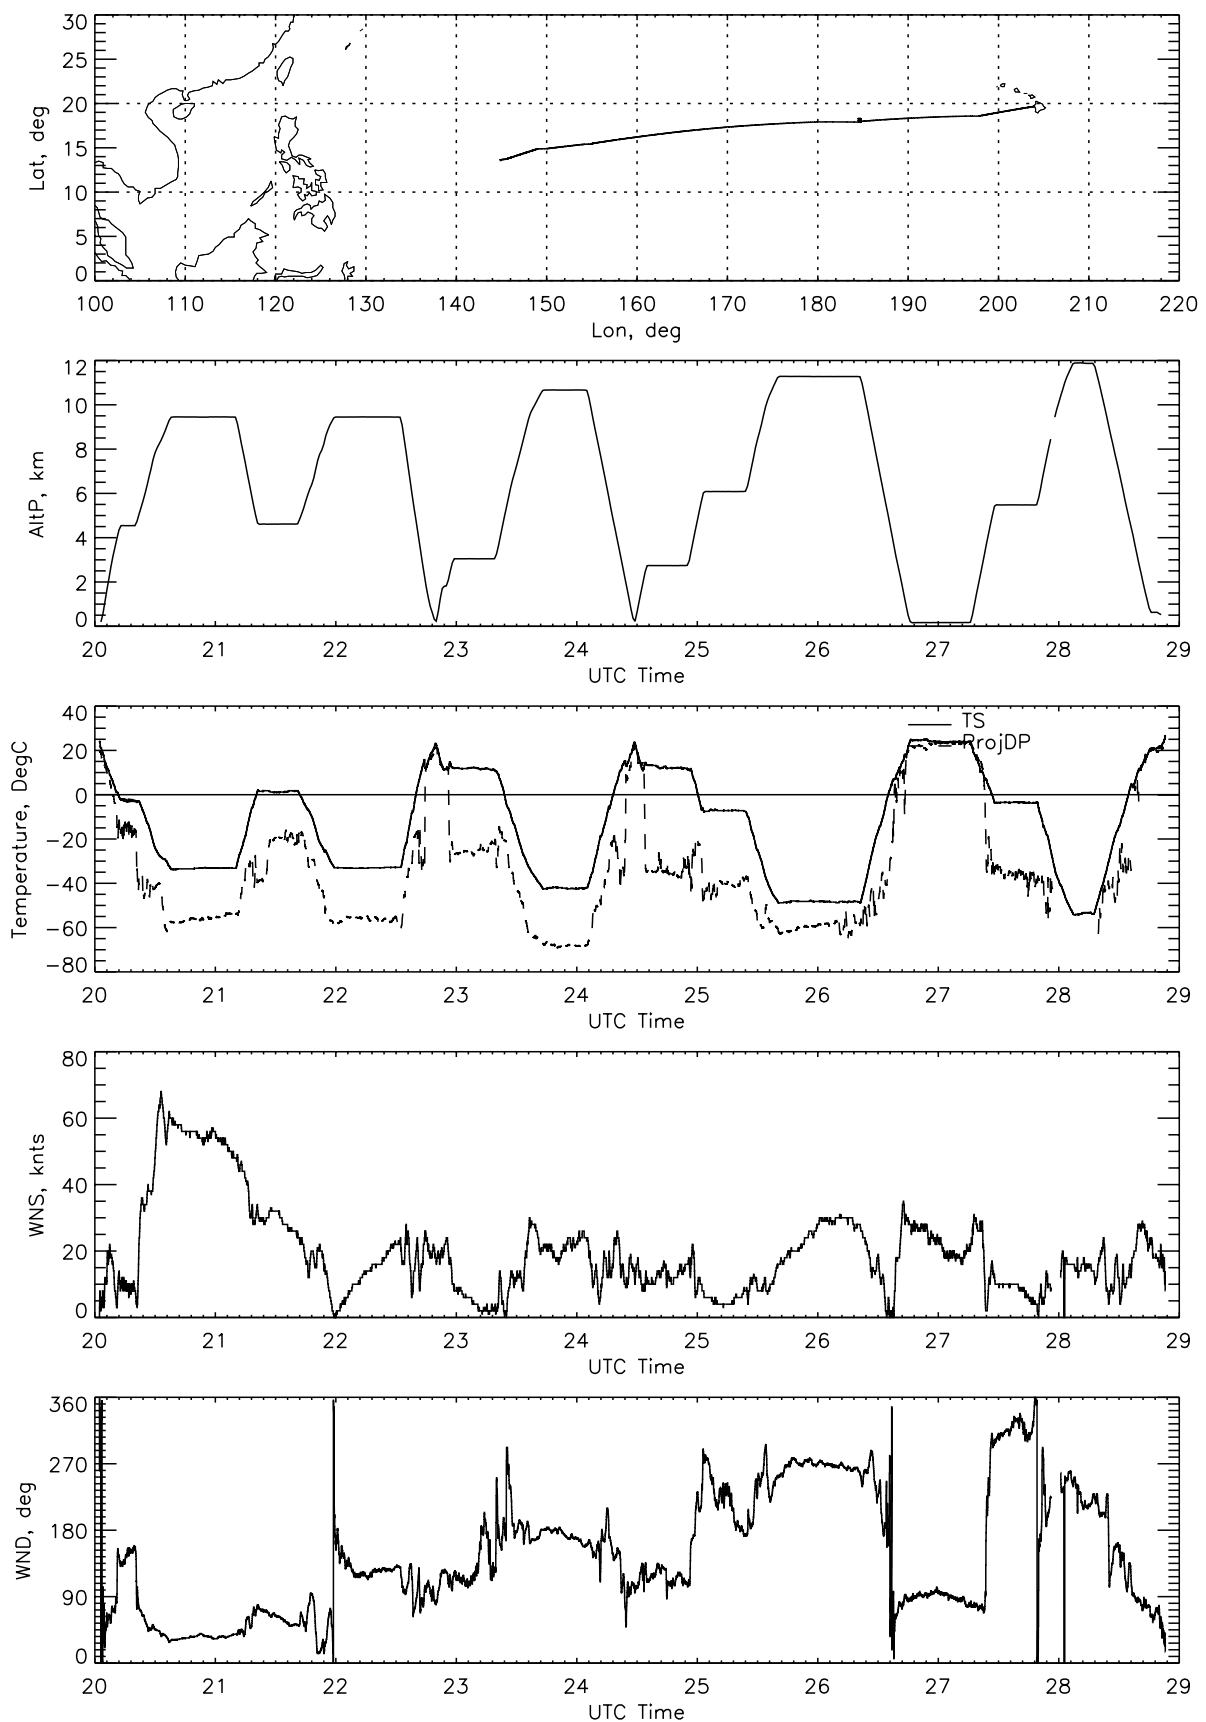 30
25
20
15
10
5
0
Lat, deg
100 110 120 130 140 150 160 170 180 190 200 210 220
Lon, deg
12
10
8
6
4
2
0
AltP, km
20 21 22 23 24 25 26 27 28 29
UTC Time
40
20
0
-20
-40
-60
-80
Temperature, DegC
TS
ProjDP
20 21 22 23 24 25 26 27 28 29
UTC Time
80
60
40
20
0
WNS, knts
20 21 22 23 24 25 26 27 28 29
UTC Time
360
270
180
90
0
WND, deg
20 21 22 23 24 25 26 27 28 29
UTC Time